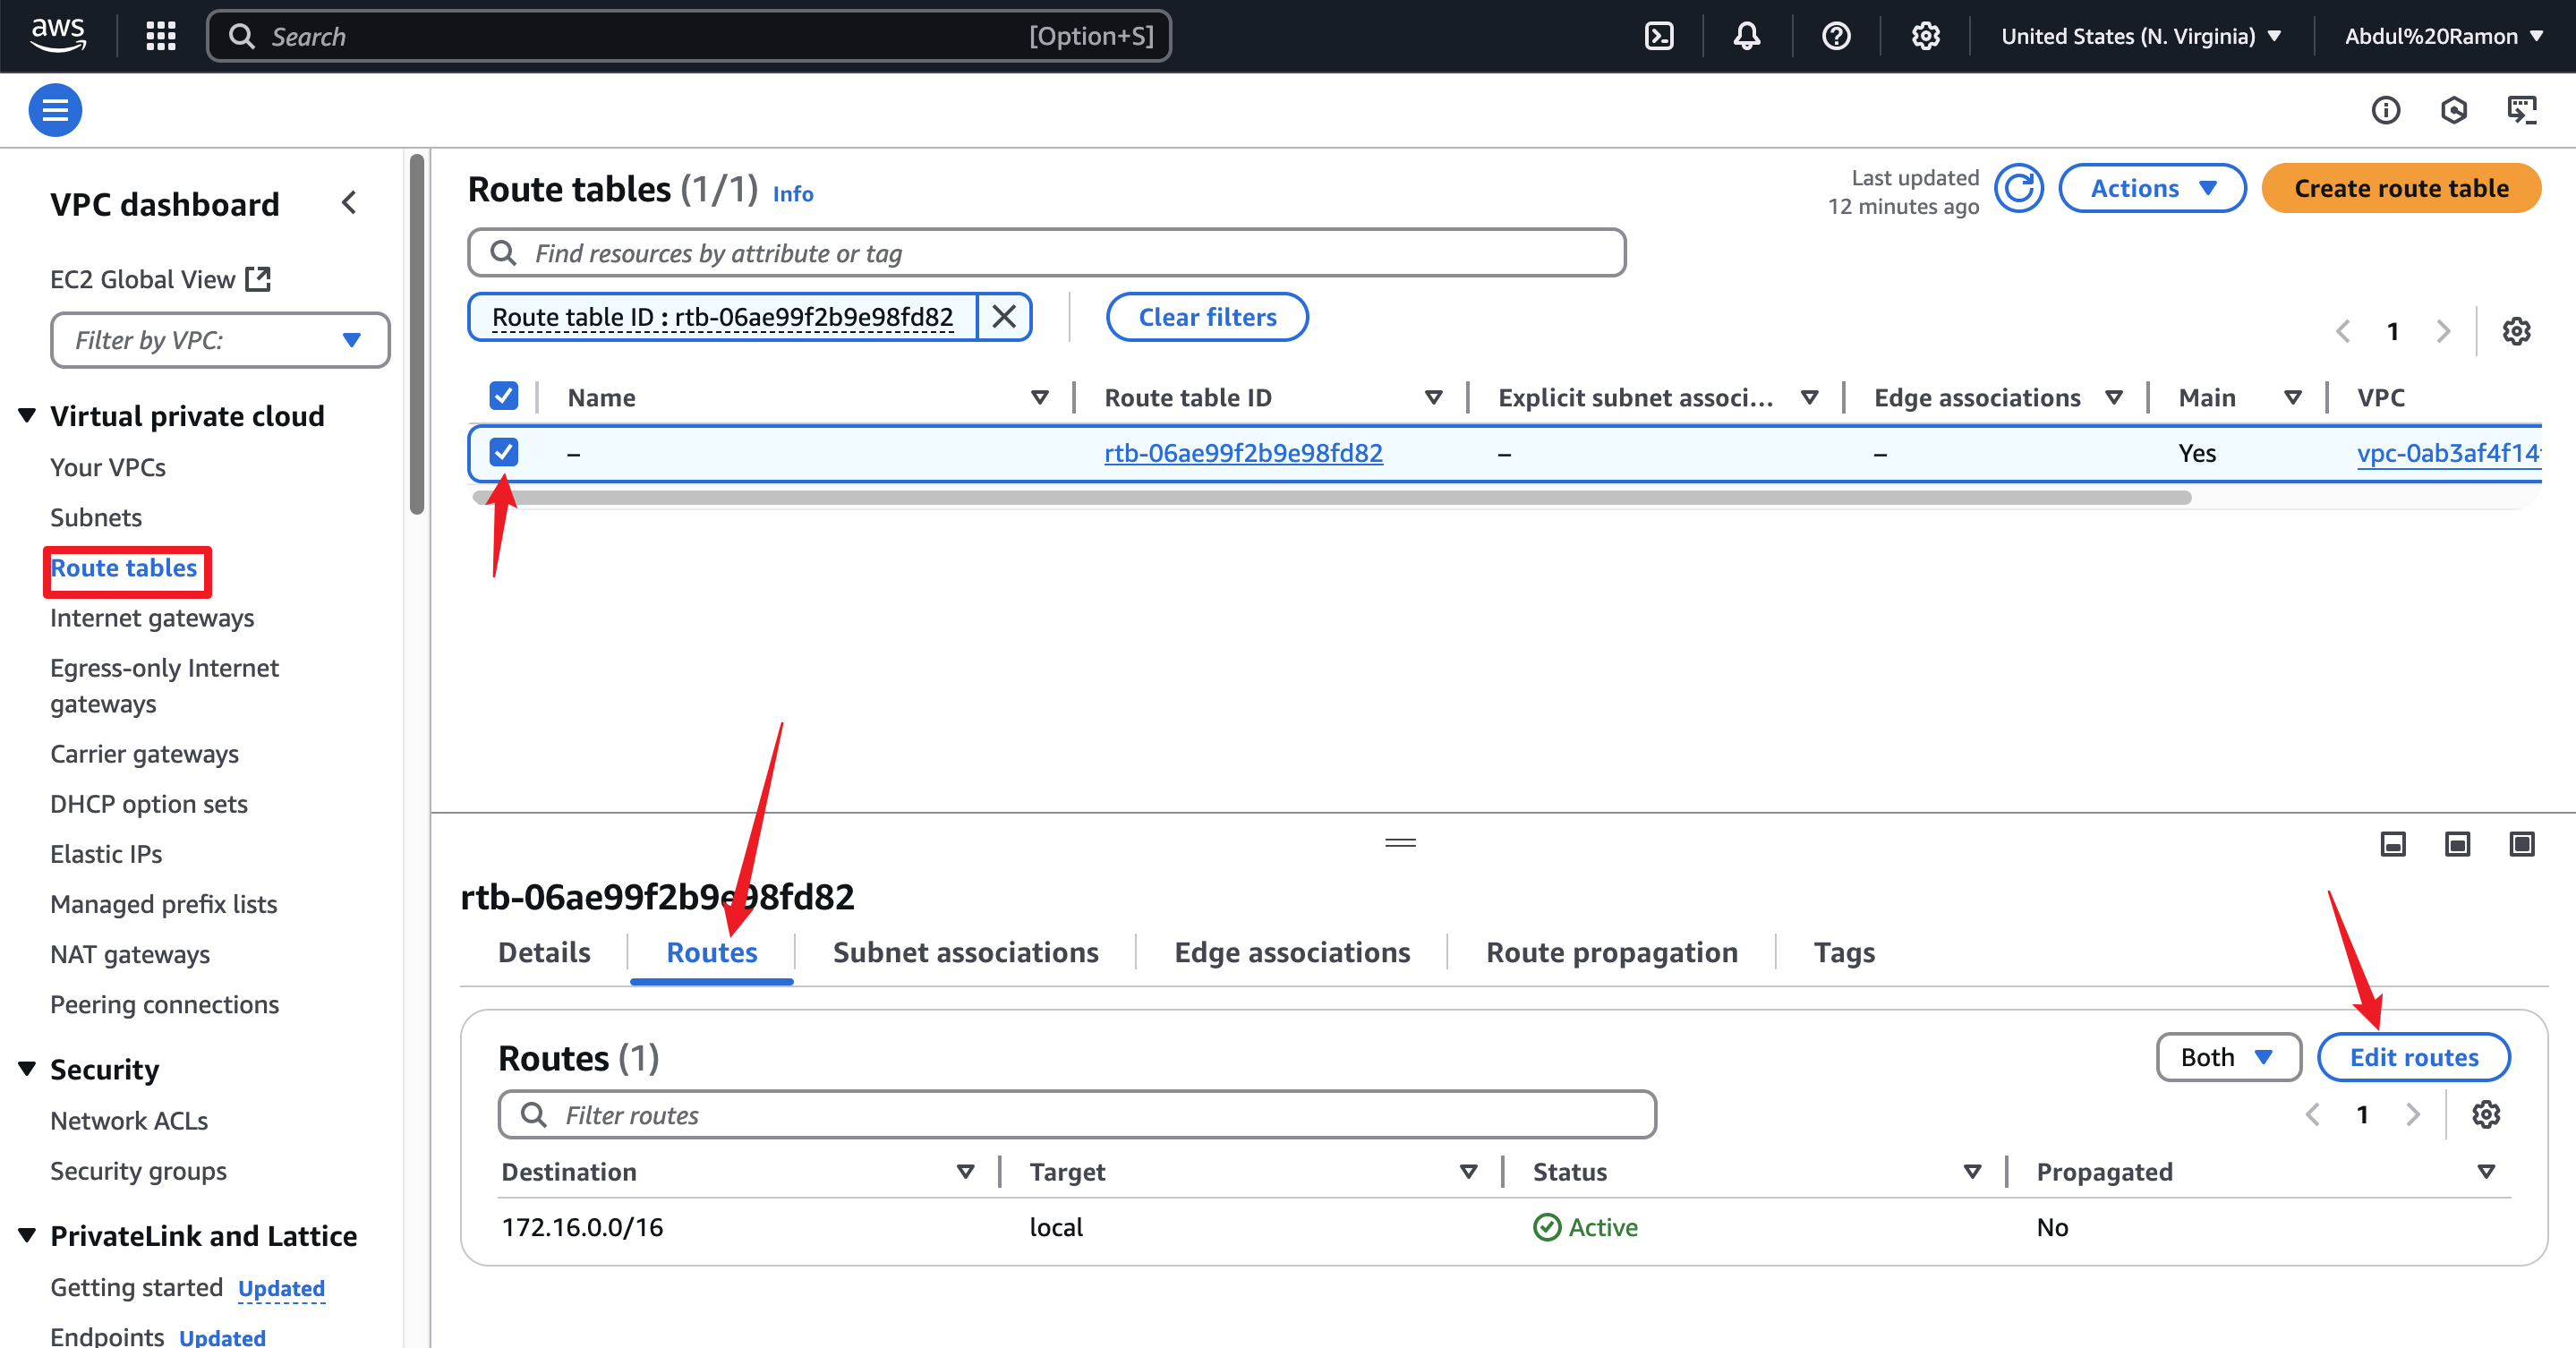 aws
Search [Option+S]
United States (N. Virginia)
Abdul%20Ramon
VPC dashboard
EC2 Global View
Filter by VPC:
Virtual private cloud
Your VPCs
Subnets
Route tables
Internet gateways
Egress-only Internet
gateways
Carrier gateways
DHCP option sets
Elastic IPs
Managed prefix lists
NAT gateways
Peering connections
Security
Network ACLs
Security groups
PrivateLink and Lattice
Getting started Updated
Endpoints Updated
Route tables (1/1) Info
Last updated
12 minutes ago
Actions
Create route table
Find resources by attribute or tag
Route table ID : rtb-06ae99f2b9e98fd82
Clear filters
1
Name Route table ID Explicit subnet associ... Edge associations Main VPC
– rtb-06ae99f2b9e98fd82 – – Yes vpc-0ab3af4f14
rtb-06ae99f2b9e98fd82
Details Routes Subnet associations Edge associations Route propagation Tags
Routes (1)
Both Edit routes
Filter routes
1
Destination Target Status Propagated
172.16.0.0/16 local Active No